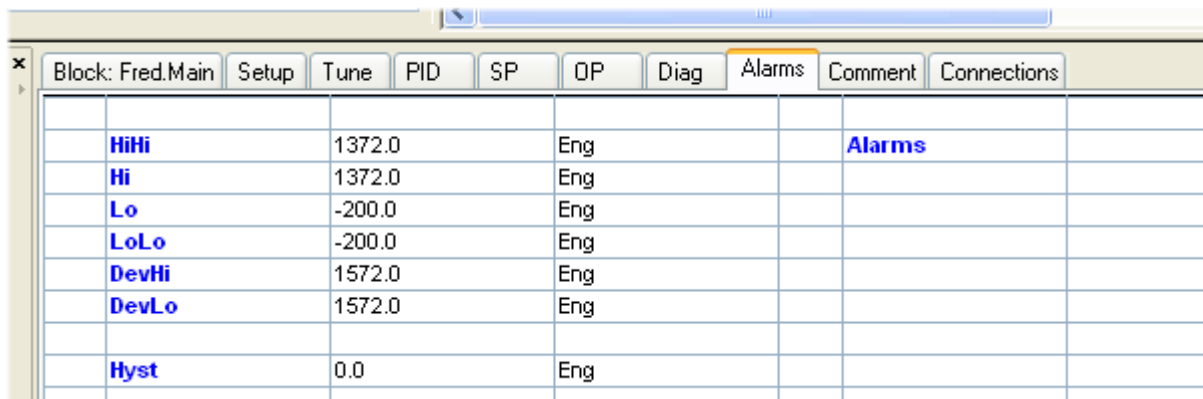 Block: Fred.Main Setup Tune PID SP OP Diag Alarms Comment Connections
HiHi 1372.0 Eng Alarms
Hi 1372.0 Eng
Lo -200.0 Eng
LoLo -200.0 Eng
DevHi 1572.0 Eng
DevLo 1572.0 Eng
Hyst 0.0 Eng